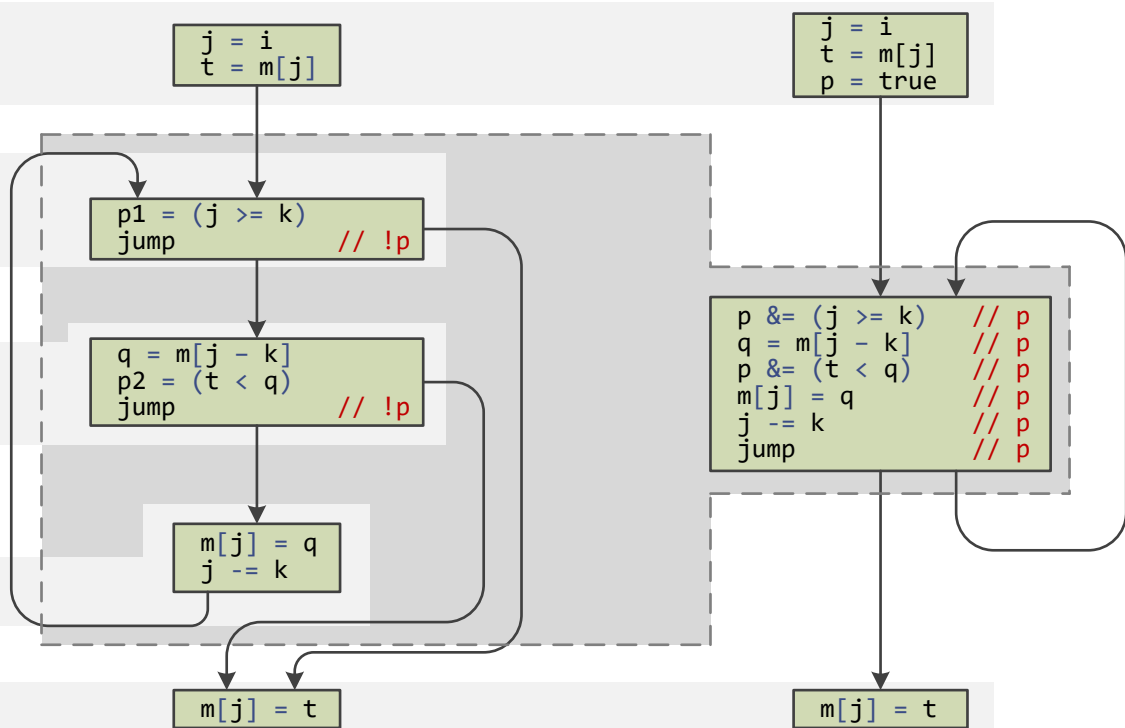 j = i
t = m[j]
j = i
t = m[j]
p = true
p1 = (j >= k)
jump // !p
q = m[j – k]
p2 = (t < q)
jump // !p
m[j] = q
j -= k
p &= (j >= k) // p
q = m[j – k] // p
p &= (t < q) // p
m[j] = q // p
j -= k // p
jump // p
m[j] = t
m[j] = t